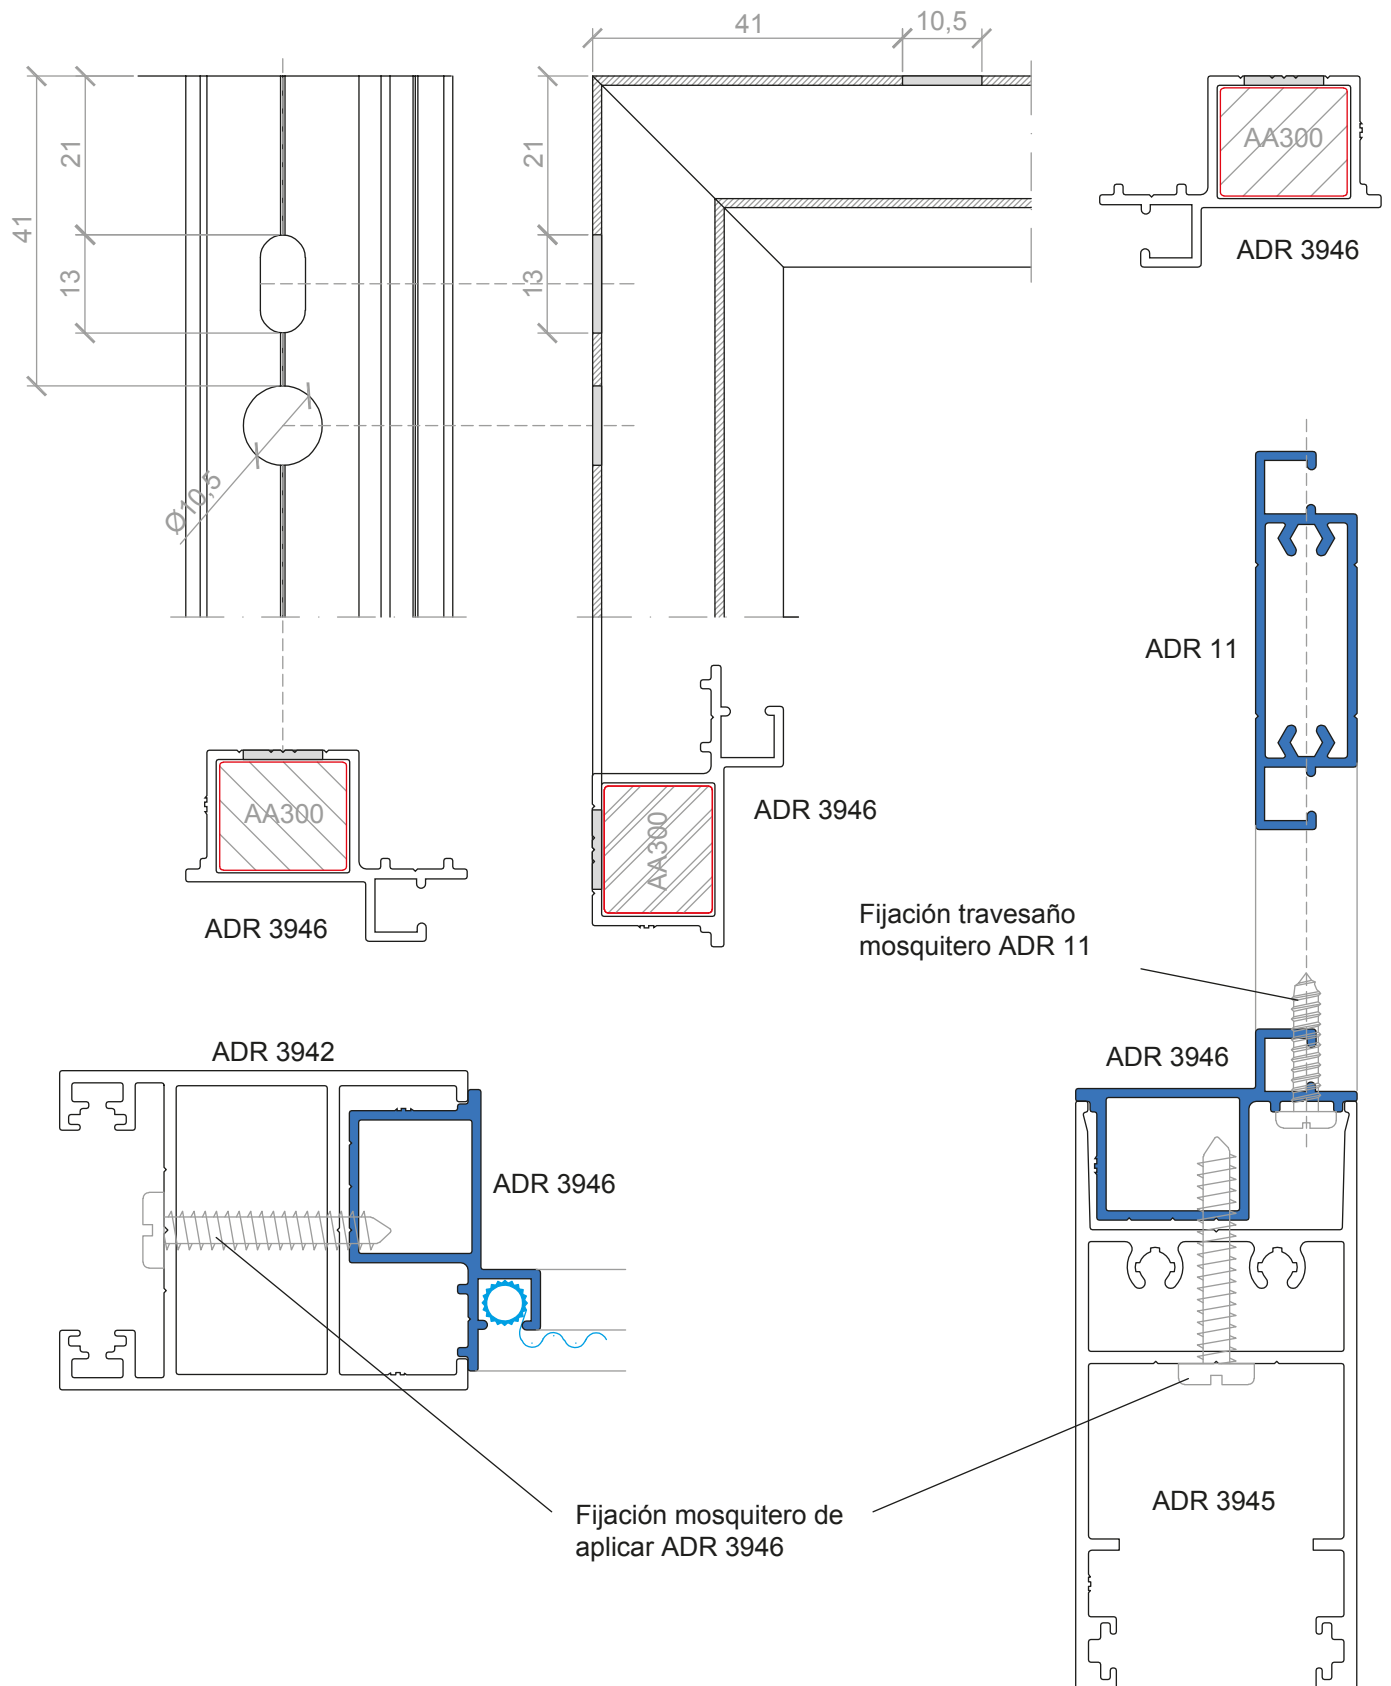 41
10,5
21
41
13
Ø10,5
21
13
AA300
ADR 3946
ADR 11
AA300
ADR 3946
AA300
ADR 3946
Fijación travesaño
mosquitero ADR 11
ADR 3942
ADR 3946
ADR 3946
Fijación mosquitero de
aplicar ADR 3946
ADR 3945